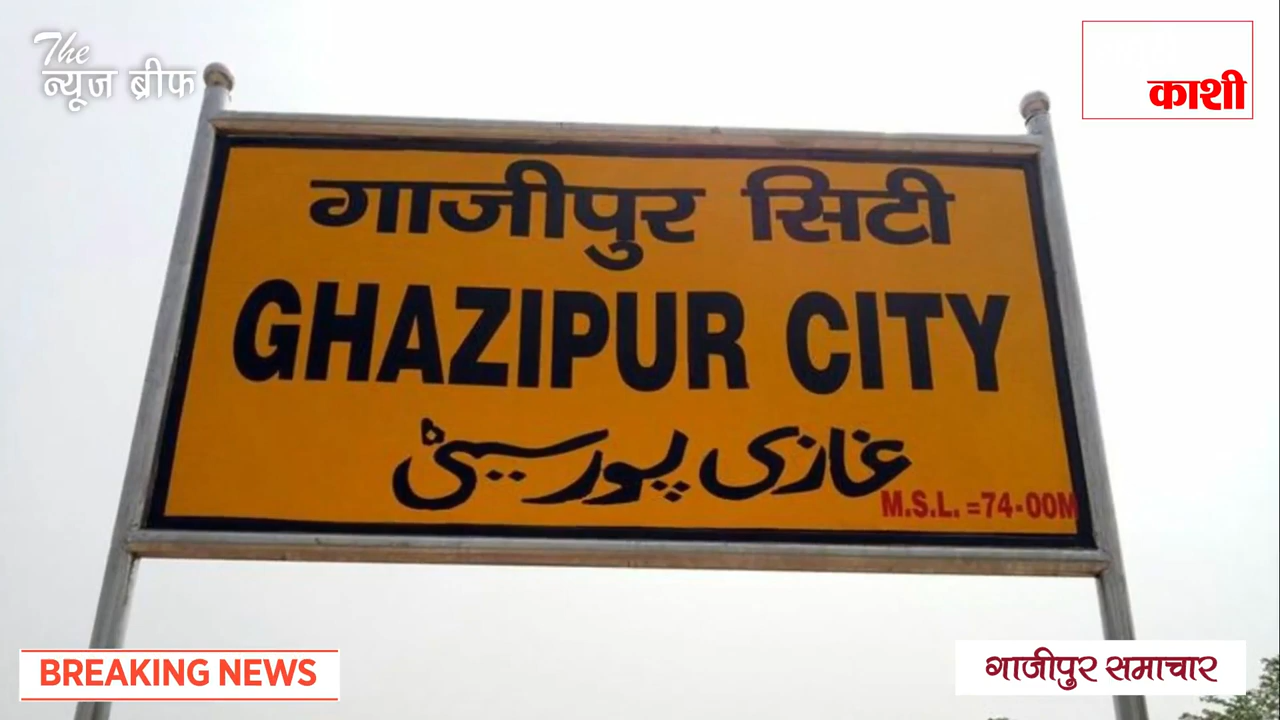 The
न्यूज ब्रीफ
काशी
गाजीपुर सिटी
GHAZIPUR CITY
غازی پور سیٹی
M.S.L. =74·00M
BREAKING NEWS
गाजीपुर समाचार